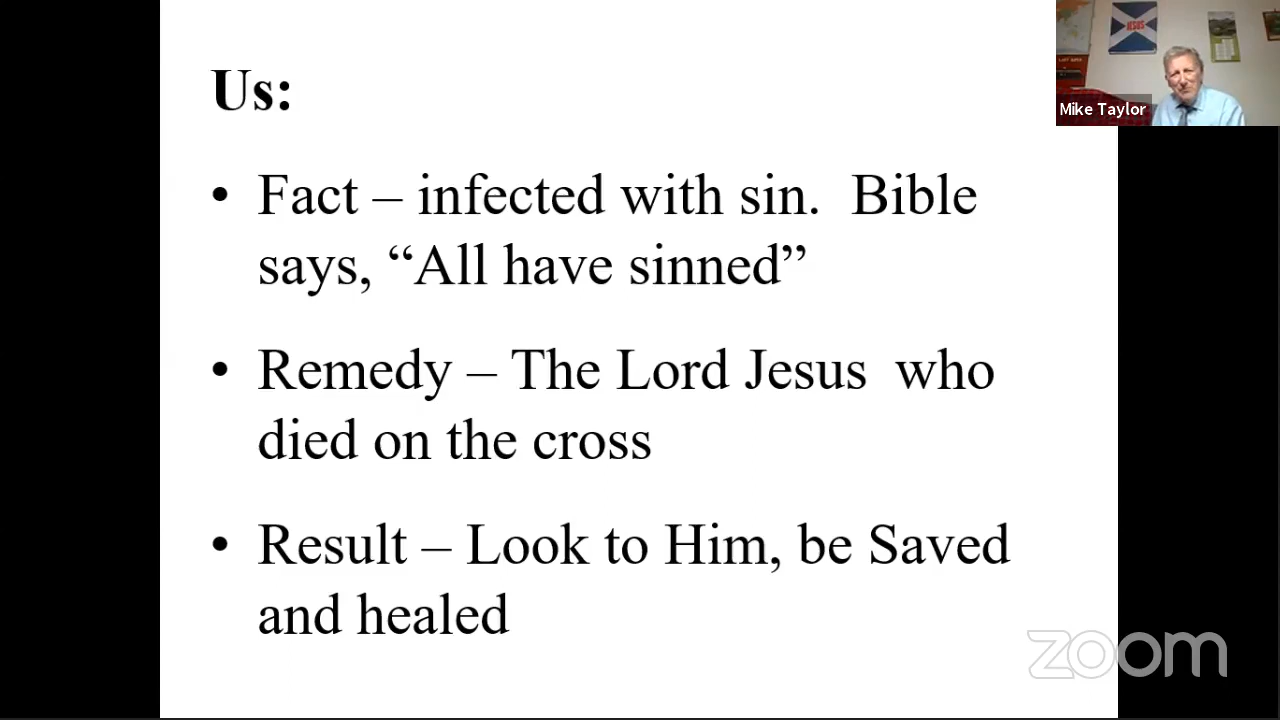 Us:
• Fact – infected with sin.  Bible
says, “All have sinned”
• Remedy – The Lord Jesus  who
died on the cross
• Result – Look to Him, be Saved
and healed
JESUS
Mike Taylor
zoom